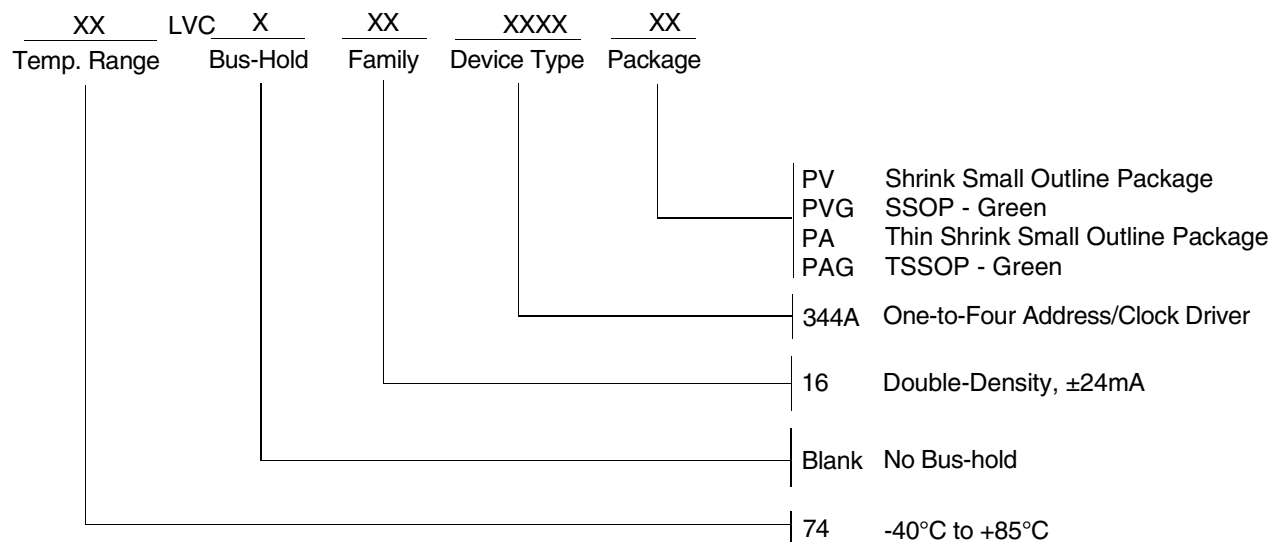 XX LVC X XX XXXX XX
Temp. Range Bus-Hold Family Device Type Package
PV Shrink Small Outline Package
PVG SSOP - Green
PA Thin Shrink Small Outline Package
PAG TSSOP - Green
344A One-to-Four Address/Clock Driver
16 Double-Density, ±24mA
Blank No Bus-hold
74 -40°C to +85°C